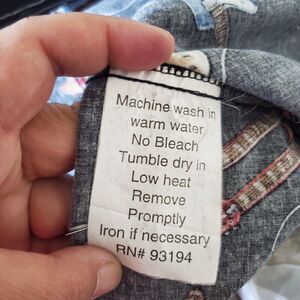 Machine wash in
warm water
No Bleach
Tumble dry in
Low heat
Remove
Promptly
Iron if necessary
RN# 93194